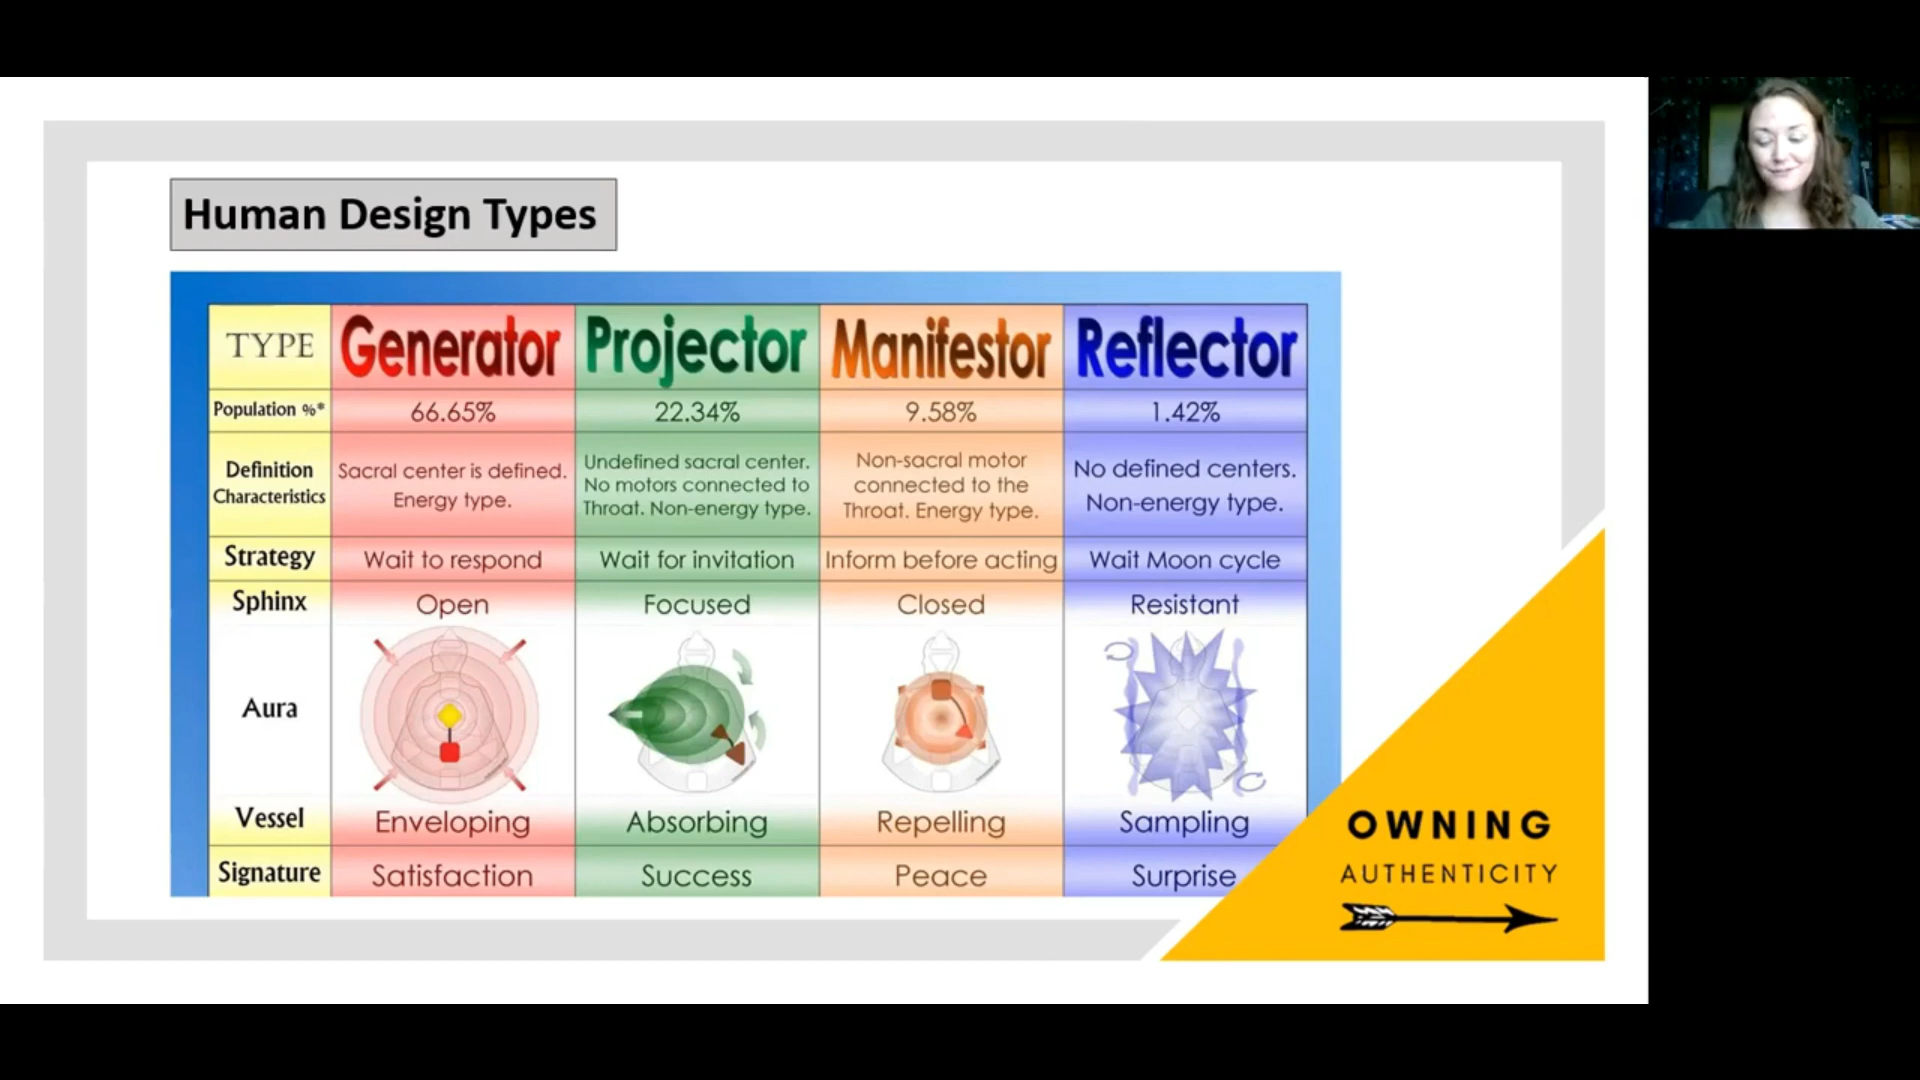 Human Design Types
TYPE Generator Projector Manifestor Reflector
Population %* 66.65% 22.34% 9.58% 1.42%
Definition
Characteristics
Sacral center is defined.
Energy type.
Undefined sacral center.
No motors connected to
Throat. Non-energy type.
Non-sacral motor
connected to the
Throat. Energy type.
No defined centers.
Non-energy type.
Strategy Wait to respond Wait for invitation Inform before acting Wait Moon cycle
Sphinx Open Focused Closed Resistant
Aura
Vessel Enveloping Absorbing Repelling Sampling
Signature Satisfaction Success Peace Surprise
OWNING
AUTHENTICITY